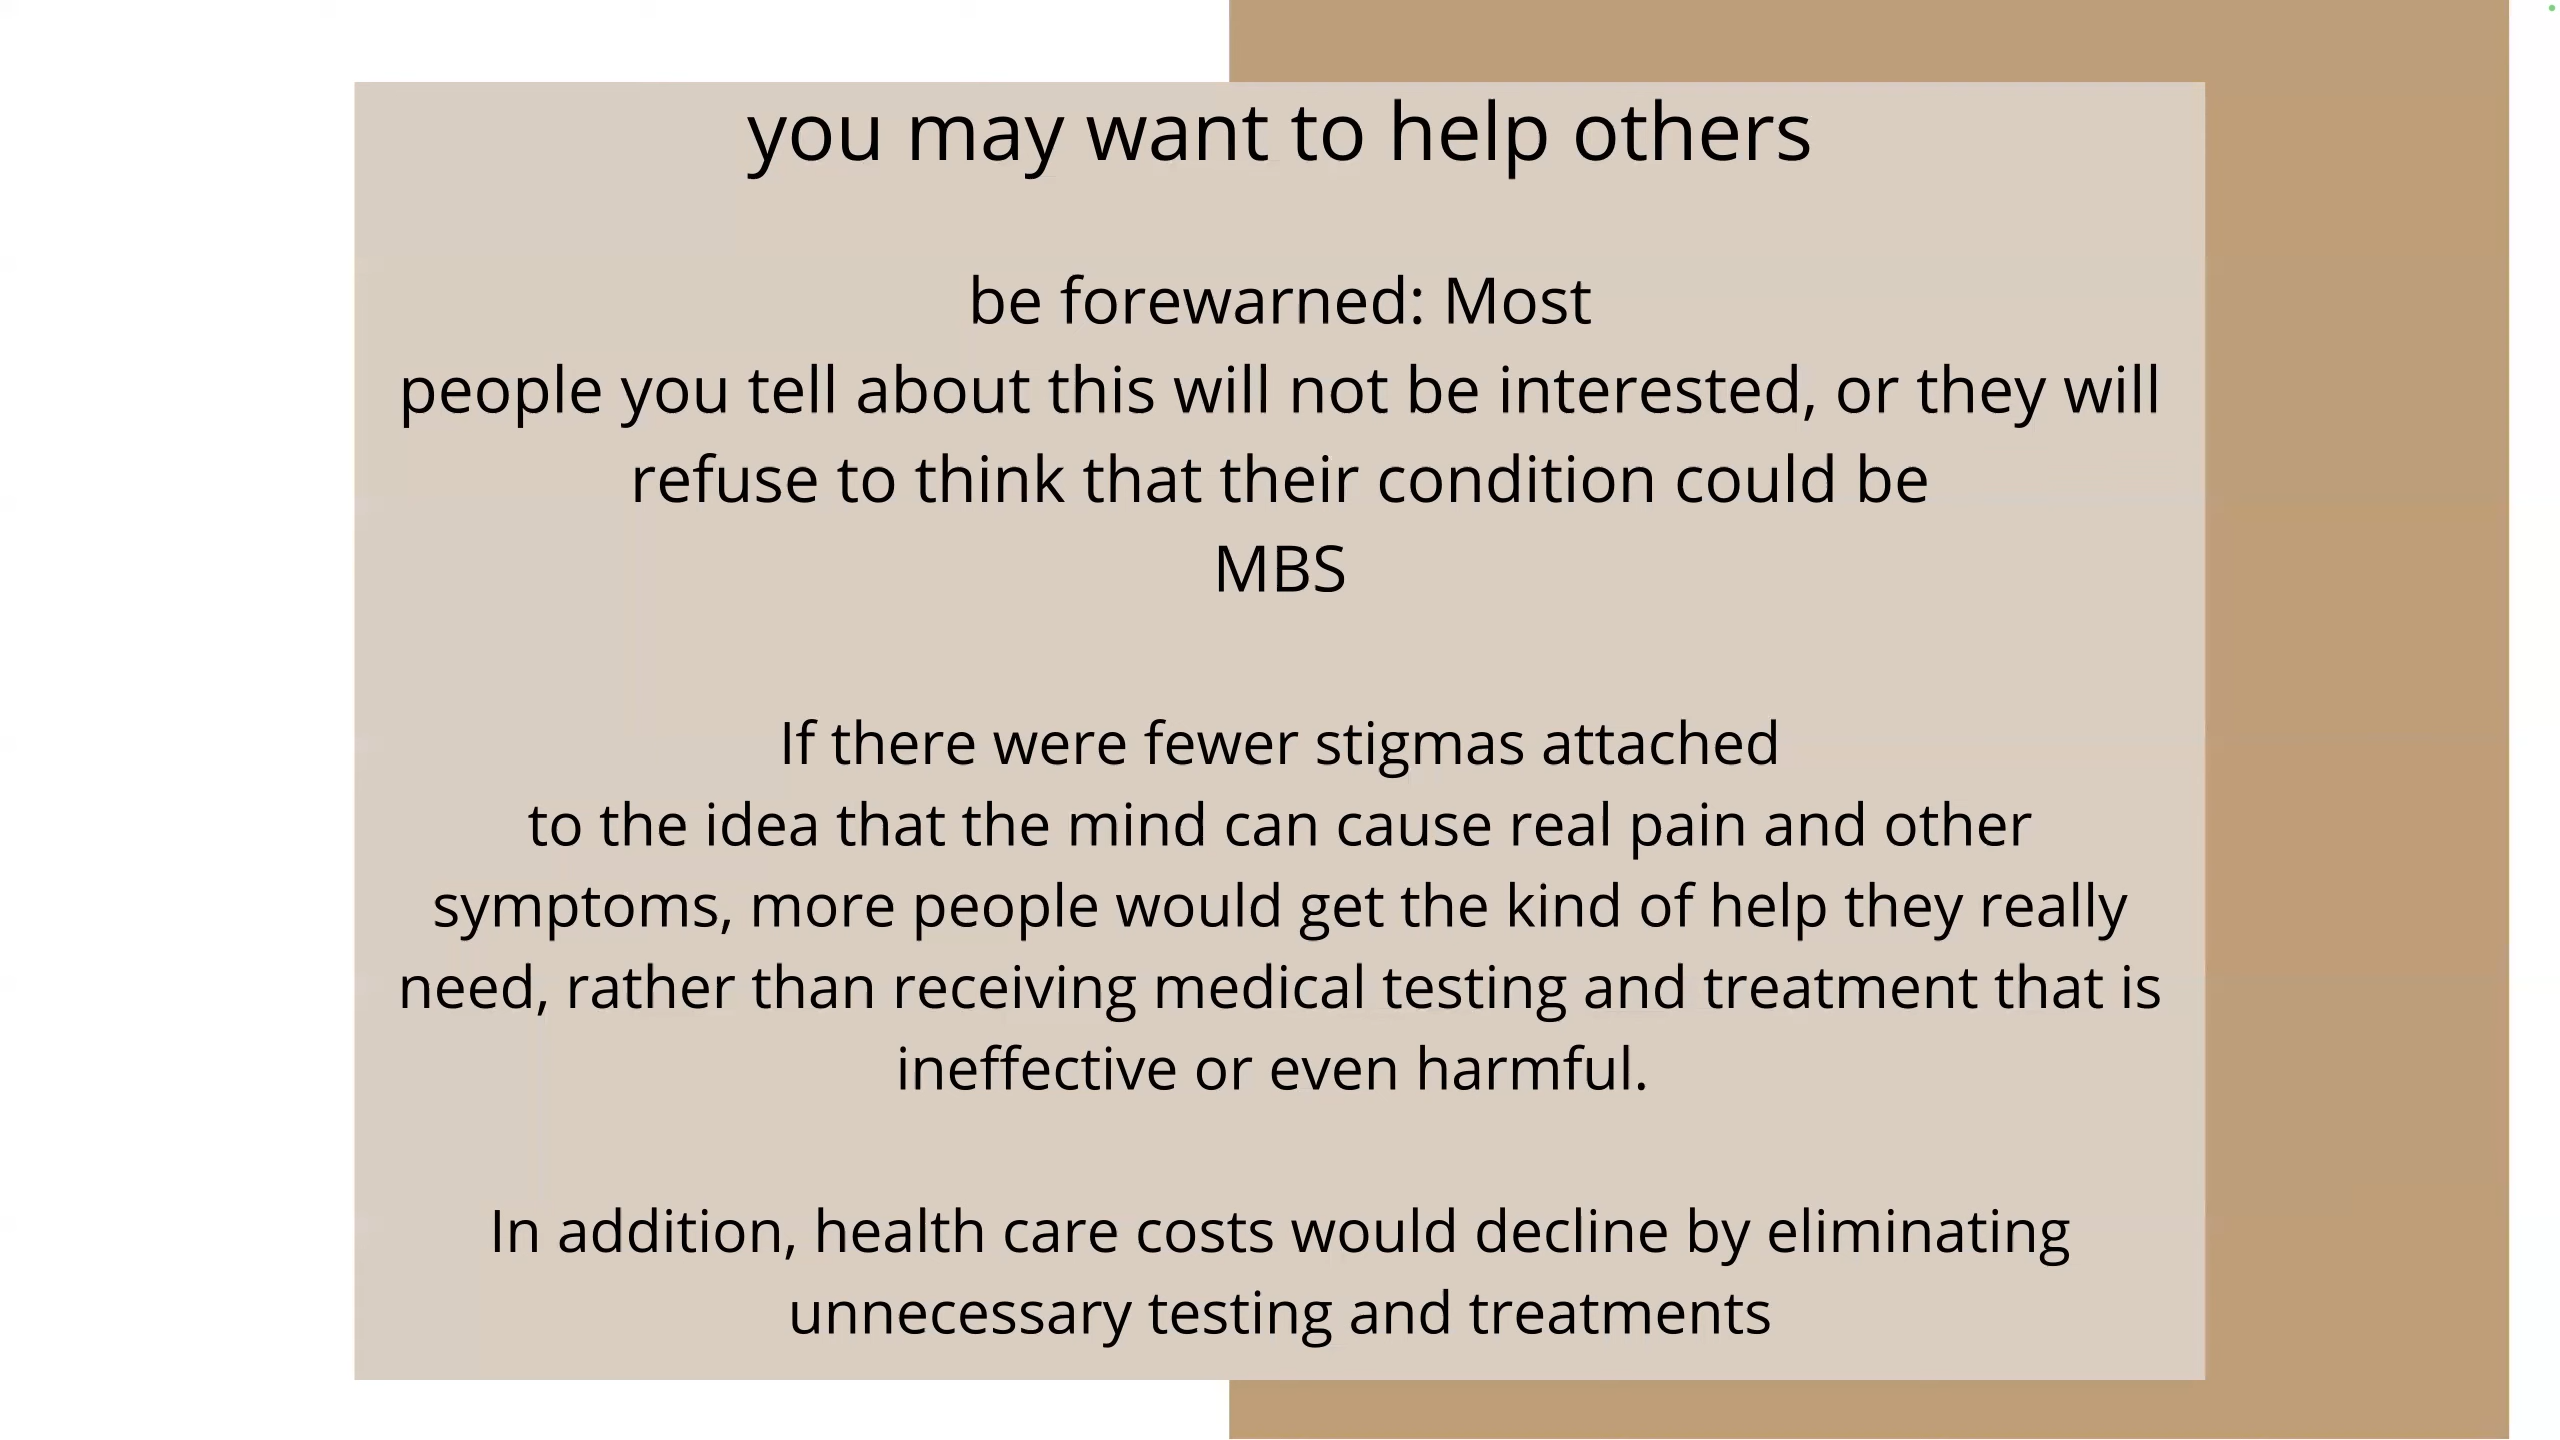 you may want to help others
be forewarned: Most
people you tell about this will not be interested, or they will
refuse to think that their condition could be
MBS
If there were fewer stigmas attached
to the idea that the mind can cause real pain and other
symptoms, more people would get the kind of help they really
need, rather than receiving medical testing and treatment that is
ineffective or even harmful.
In addition, health care costs would decline by eliminating
unnecessary testing and treatments